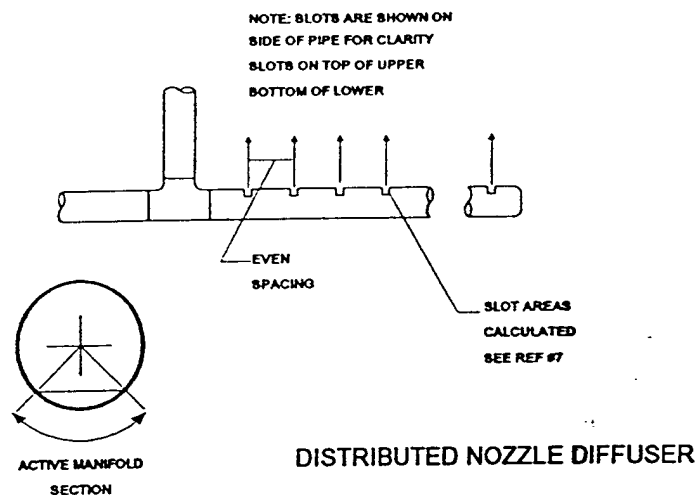 NOTE: SLOTS ARE SHOWN ON
SIDE OF PIPE FOR CLARITY
SLOTS ON TOP OF UPPER
BOTTOM OF LOWER
EVEN
SPACING
SLOT AREAS
CALCULATED
SEE REF #7
ACTIVE MANIFOLD
SECTION
DISTRIBUTED NOZZLE DIFFUSER